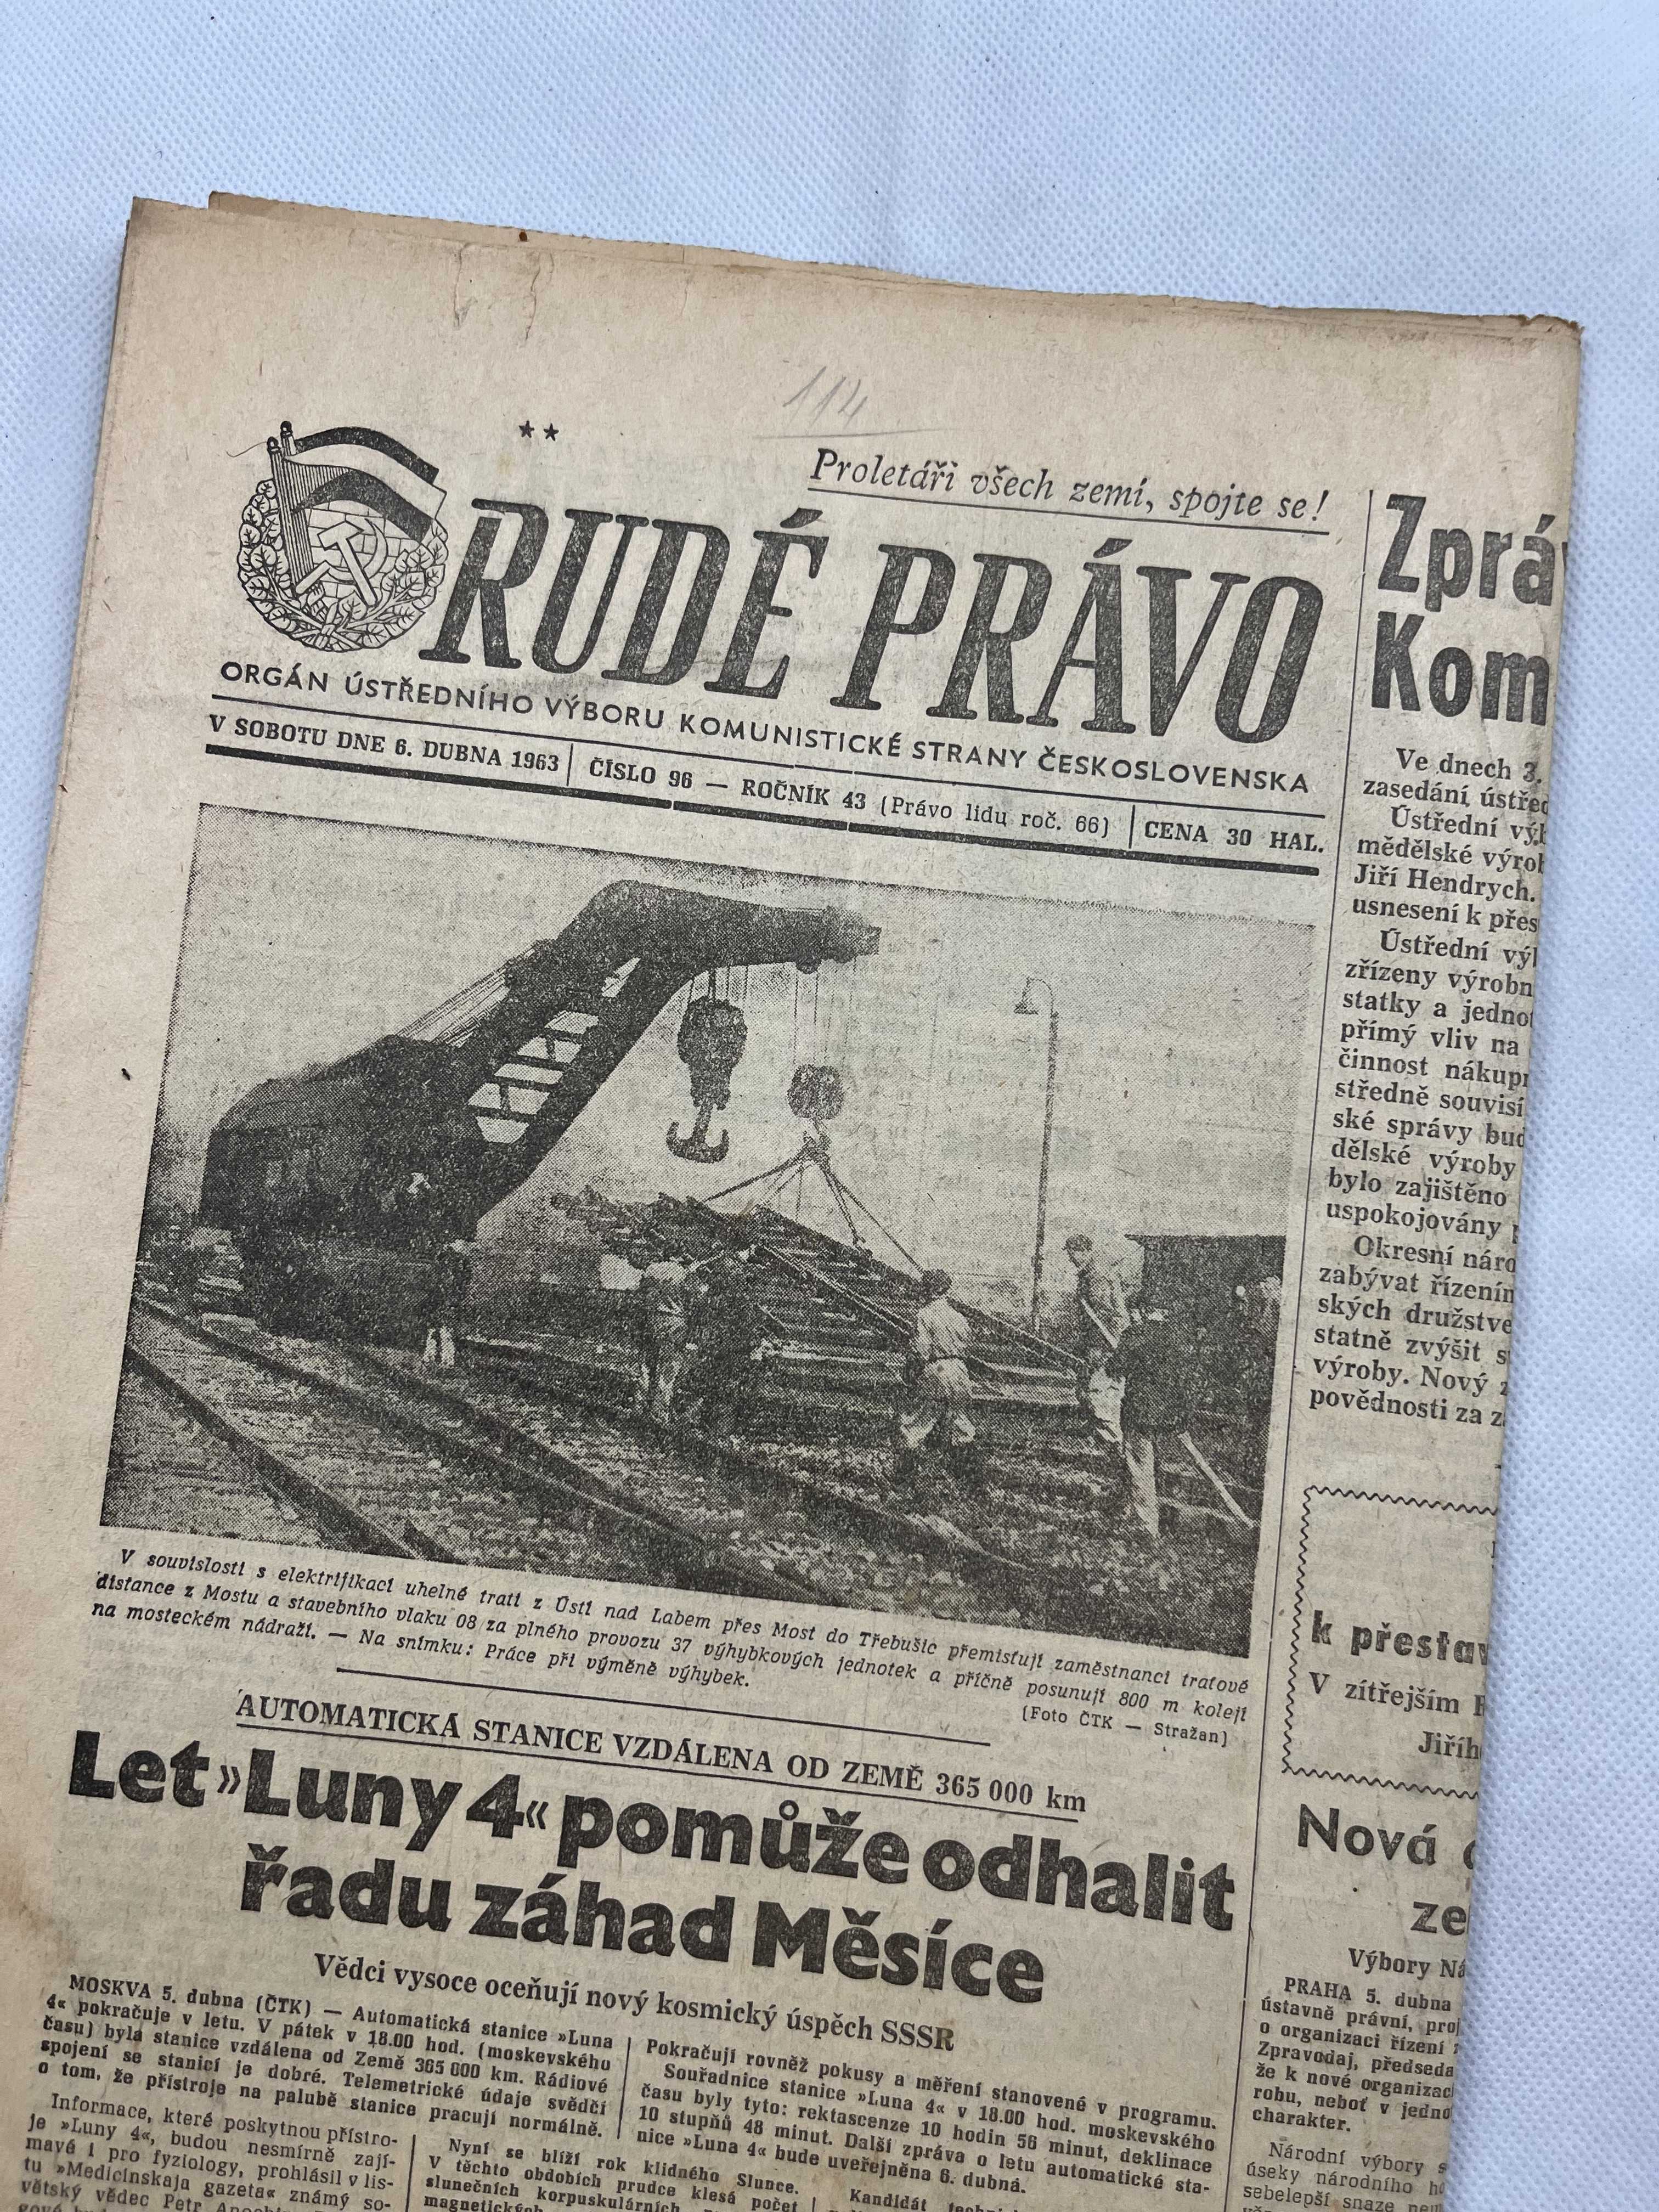 114
**
Proletáři všech zemí, spojte se!
RUDÉ PRÁVO
ORGÁN ÚSTŘEDNÍHO VÝBORU KOMUNISTICKÉ STRANY ČESKOSLOVENSKA
V SOBOTU DNE 6. DUBNA 1963 ČÍSLO 96 — ROČNÍK 43 (Právo lidu roč. 66) CENA 30 HAL.
V souvislosti s elektrifikací uhelné trati z Ústí nad Labem přes Most do Třebušic přemisťují zaměstnanci traťové
distance z Mostu a stavebního vlaku 08 za plného provozu 37 výhybkových jednotek a příčně posunují 800 m kolejí
na mosteckém nádraží. — Na snímku: Práce při výměně výhybek.
(Foto ČTK — Stražan)
AUTOMATICKÁ STANICE VZDÁLENA OD ZEMĚ 365 000 km
Let »Luny 4« pomůže odhalit
řadu záhad Měsíce
Vědci vysoce oceňují nový kosmický úspěch SSSR
MOSKVA 5. dubna (ČTK) — Automatická stanice »Luna
4« pokračuje v letu. V pátek v 18.00 hod. (moskevského
času) byla stanice vzdálena od Země 365 000 km. Rádiové
spojení se stanicí je dobré. Telemetrické údaje svědčí
o tom, že přístroje na palubě stanice pracují normálně.
Pokračují rovněž pokusy a měření stanovené v programu.
Souřadnice stanice »Luna 4« v 18.00 hod. moskevského
času byly tyto: rektascenze 10 hodin 56 minut, deklinace
10 stupňů 48 minut. Další zpráva o letu automatické sta-
nice »Luna 4« bude uveřejněna 6. dubna.
Informace, které poskytnou přístro-
je »Luny 4«, budou nesmírně zají-
mavé i pro fyziology, prohlásil v lis-
tu »Medicinskaja gazeta« známý so-
větský vědec Petr
Nyní se blíží rok klidného Slunce.
V těchto obdobích prudce klesá počet
slunečních korpuskulárních
magnetických
Kandidát
Zpráv
Kom
Ve dnech 3.
zasedání ústřed
Ústřední výb
mědělské výrob
Jiří Hendrych.
usnesení k přes
Ústřední výb
zřízeny výrobn
statky a jednot
přímý vliv na
činnost nákupn
středně souvisí
ské správy bud
dělské výroby
bylo zajištěno
uspokojovány p
Okresní náro
zabývat řízením
ských družstve
statně zvýšit s
výroby. Nový z
povědnosti za z
k přestav
V zítřejším R
Jiříh
Nová
ze
Výbory Ná
PRAHA 5. dubna
ústavně právní, proj
o organizaci řízení z
Zpravodaj, předseda
že k nové organizac
robu, neboť v jedno
charakter.
Národní výbory s
úseky národního ho
sebelepší snaze